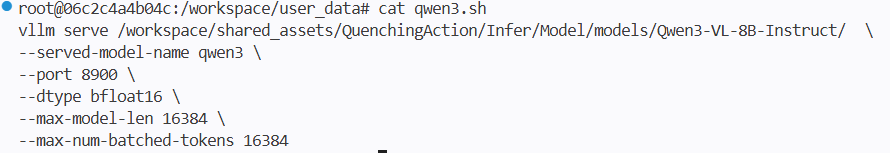 root@06c2c4a4b04c:/workspace/user_data# cat qwen3.sh
vllm serve /workspace/shared_assets/QuenchingAction/Infer/Model/models/Qwen3-VL-8B-Instruct/  \
--served-model-name qwen3 \
--port 8900 \
--dtype bfloat16 \
--max-model-len 16384 \
--max-num-batched-tokens 16384